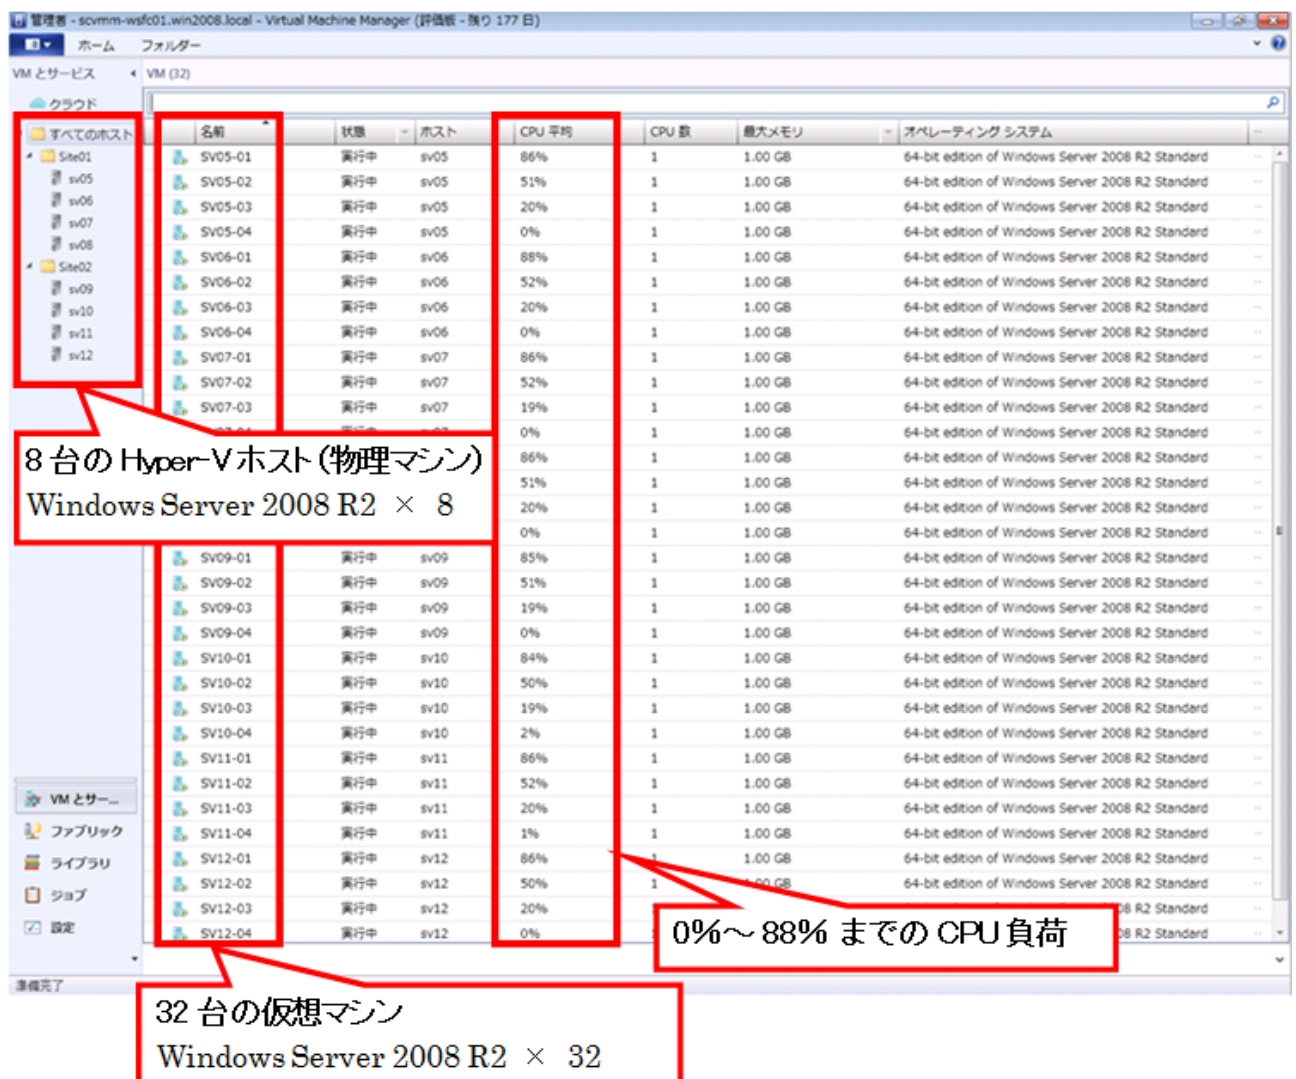 管理者 - scvmm-wsfc01.win2008.local - Virtual Machine Manager (評価版 - 残り 177 日)
ホーム フォルダー
VM とサービス VM (32)
クラウド
すべてのホスト 名前 状態 ホスト CPU 平均 CPU 数 最大メモリ オペレーティング システム
Site01 SV05-01 実行中 sv05 86% 1 1.00 GB 64-bit edition of Windows Server 2008 R2 Standard
sv05 SV05-02 実行中 sv05 51% 1 1.00 GB 64-bit edition of Windows Server 2008 R2 Standard
sv06 SV05-03 実行中 sv05 20% 1 1.00 GB 64-bit edition of Windows Server 2008 R2 Standard
sv07 SV05-04 実行中 sv05 0% 1 1.00 GB 64-bit edition of Windows Server 2008 R2 Standard
sv08 SV06-01 実行中 sv06 88% 1 1.00 GB 64-bit edition of Windows Server 2008 R2 Standard
Site02 SV06-02 実行中 sv06 52% 1 1.00 GB 64-bit edition of Windows Server 2008 R2 Standard
sv09 SV06-03 実行中 sv06 20% 1 1.00 GB 64-bit edition of Windows Server 2008 R2 Standard
sv10 SV06-04 実行中 sv06 0% 1 1.00 GB 64-bit edition of Windows Server 2008 R2 Standard
sv11 SV07-01 実行中 sv07 86% 1 1.00 GB 64-bit edition of Windows Server 2008 R2 Standard
sv12 SV07-02 実行中 sv07 52% 1 1.00 GB 64-bit edition of Windows Server 2008 R2 Standard
SV07-03 実行中 sv07 19% 1 1.00 GB 64-bit edition of Windows Server 2008 R2 Standard
0% 1 1.00 GB 64-bit edition of Windows Server 2008 R2 Standard
8 台の Hyper-V ホスト (物理マシン)
Windows Server 2008 R2 × 8
86% 1 1.00 GB 64-bit edition of Windows Server 2008 R2 Standard
51% 1 1.00 GB 64-bit edition of Windows Server 2008 R2 Standard
20% 1 1.00 GB 64-bit edition of Windows Server 2008 R2 Standard
0% 1 1.00 GB 64-bit edition of Windows Server 2008 R2 Standard
SV09-01 実行中 sv09 85% 1 1.00 GB 64-bit edition of Windows Server 2008 R2 Standard
SV09-02 実行中 sv09 51% 1 1.00 GB 64-bit edition of Windows Server 2008 R2 Standard
SV09-03 実行中 sv09 19% 1 1.00 GB 64-bit edition of Windows Server 2008 R2 Standard
SV09-04 実行中 sv09 0% 1 1.00 GB 64-bit edition of Windows Server 2008 R2 Standard
SV10-01 実行中 sv10 84% 1 1.00 GB 64-bit edition of Windows Server 2008 R2 Standard
SV10-02 実行中 sv10 50% 1 1.00 GB 64-bit edition of Windows Server 2008 R2 Standard
SV10-03 実行中 sv10 19% 1 1.00 GB 64-bit edition of Windows Server 2008 R2 Standard
SV10-04 実行中 sv10 2% 1 1.00 GB 64-bit edition of Windows Server 2008 R2 Standard
SV11-01 実行中 sv11 86% 1 1.00 GB 64-bit edition of Windows Server 2008 R2 Standard
SV11-02 実行中 sv11 52% 1 1.00 GB 64-bit edition of Windows Server 2008 R2 Standard
VM とサー... SV11-03 実行中 sv11 20% 1 1.00 GB 64-bit edition of Windows Server 2008 R2 Standard
ファブリック SV11-04 実行中 sv11 1% 1 1.00 GB 64-bit edition of Windows Server 2008 R2 Standard
ライブラリ SV12-01 実行中 sv12 86% 1 1.00 GB 64-bit edition of Windows Server 2008 R2 Standard
ジョブ SV12-02 実行中 sv12 50% 1 1.00 GB 64-bit edition of Windows Server 2008 R2 Standard
SV12-03 実行中 sv12 20% 08 R2 Standard
設定 SV12-04 実行中 sv12 0% 08 R2 Standard
0%～88% までの CPU 負荷
準備完了
32 台の仮想マシン
Windows Server 2008 R2 × 32